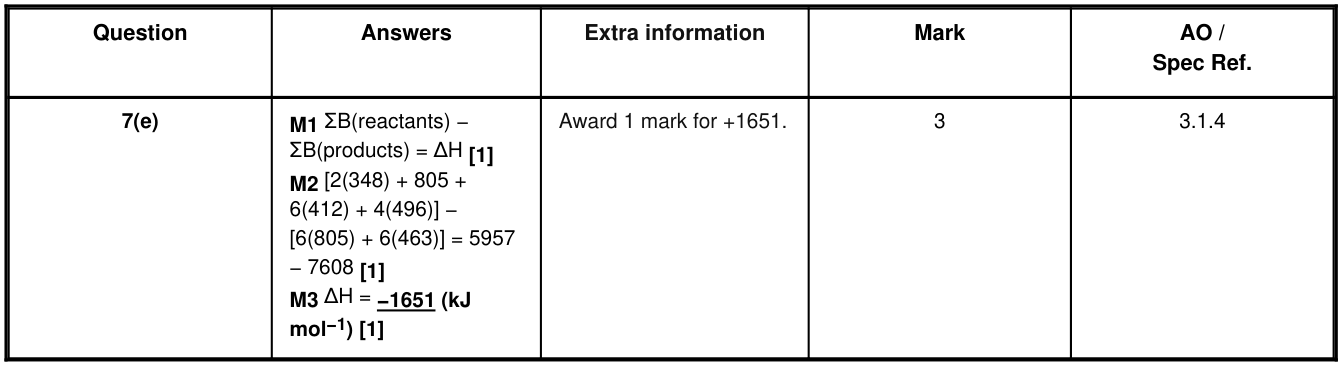 Question Answers Extra information Mark AO /
Spec Ref.
7(e) M1 ΣB(reactants) – Award 1 mark for +1651. 3 3.1.4
ΣB(products) = ΔH [1]
M2 [2(348) + 805 +
6(412) + 4(496)] –
[6(805) + 6(463)] = 5957
– 7608 [1]
M3 ΔH = –1651 (kJ
mol–1) [1]